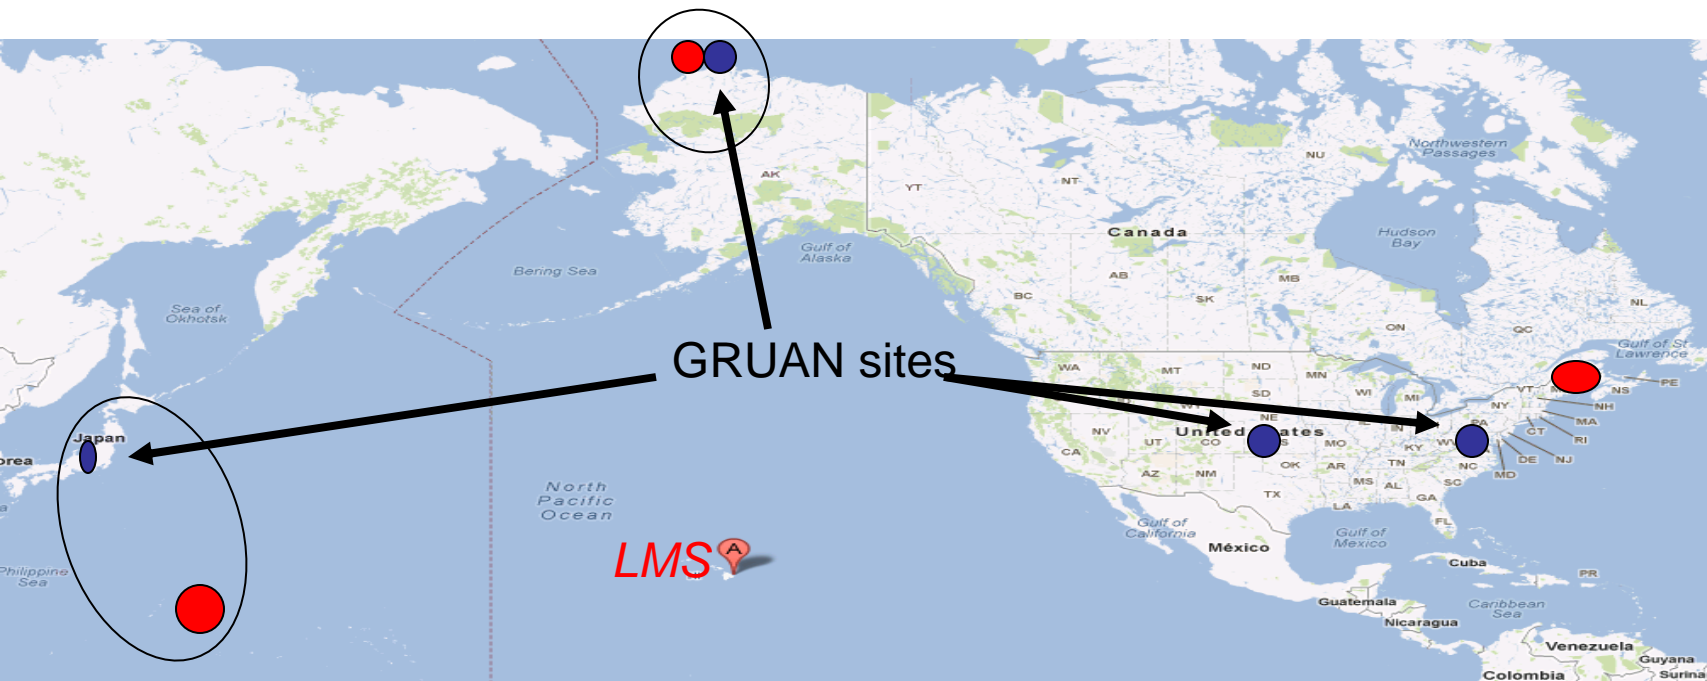 Northwestern
Passages
NU
AK
YT
NT
Canada
Hudson
Bay
Gulf of
Alaska
Bering Sea
AB
MB
BC
SK
NL
Sea of
Okhotsk
ON
QC
Gulf of St
Lawrence
GRUAN sites
WA
MT
ND
MN
WI
MI
SD
VT
NS
PE
NY
NH
NE
PA
MA
Japan
NV
UT
CO
MO
KY
CT
RI
CA
AZ
NM
OK
AR
TN
NC
DE
NJ
MD
TX
MS
AL
SC
GA
LA
FL
North
Pacific
Ocean
Gulf of
California
Gulf of
Mexico
México
Cuba
LMS
A
Philippine
Sea
PR
Guatemala
Caribbean
Sea
Nicaragua
Venezuela
Guyana
Colombia